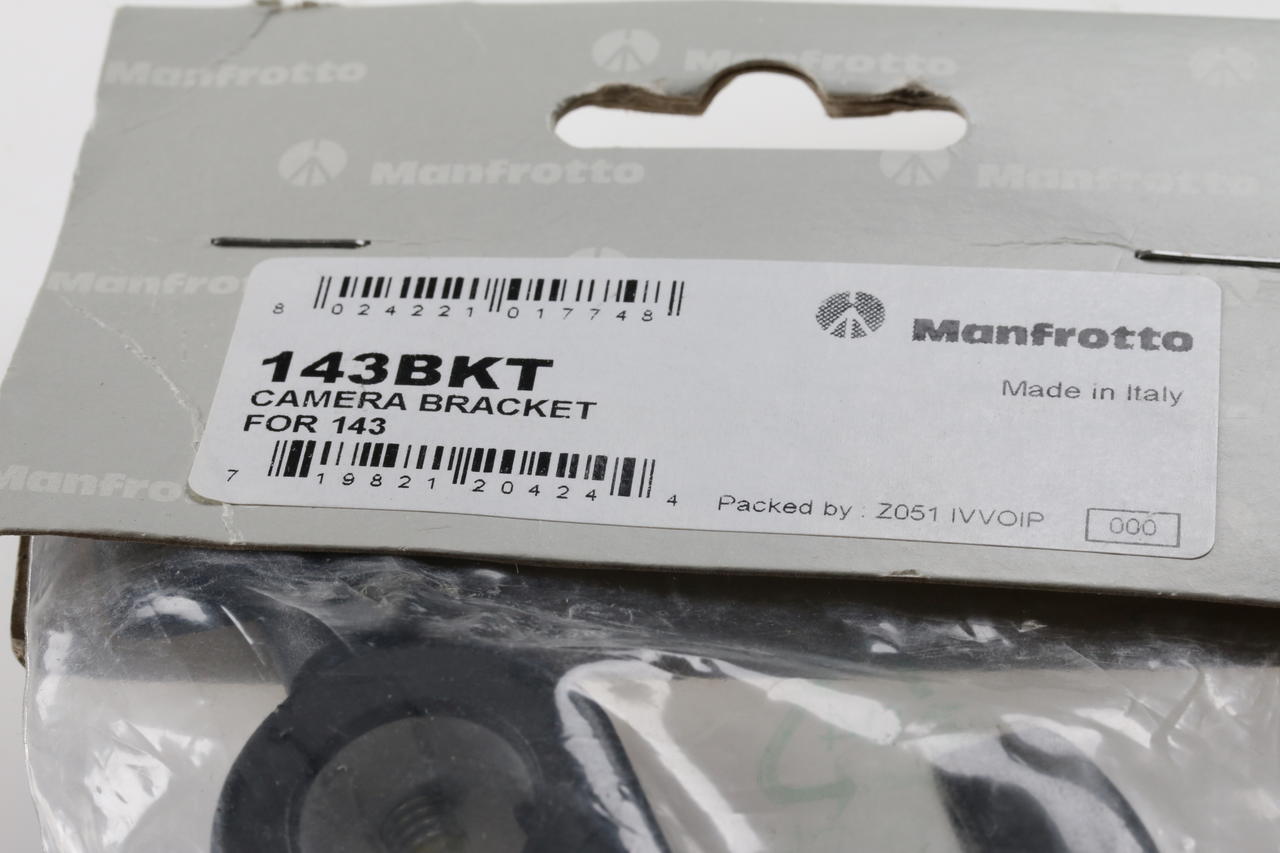 Manfrotto
Manfrotto
Manfrotto
Manfrotto
Manfro
Manfrotto
8 024221 017748
Manfrotto
143BKT
Made in Italy
CAMERA BRACKET
FOR 143
7 19821 20424 4
Packed by : Z051 IVVOIP
000